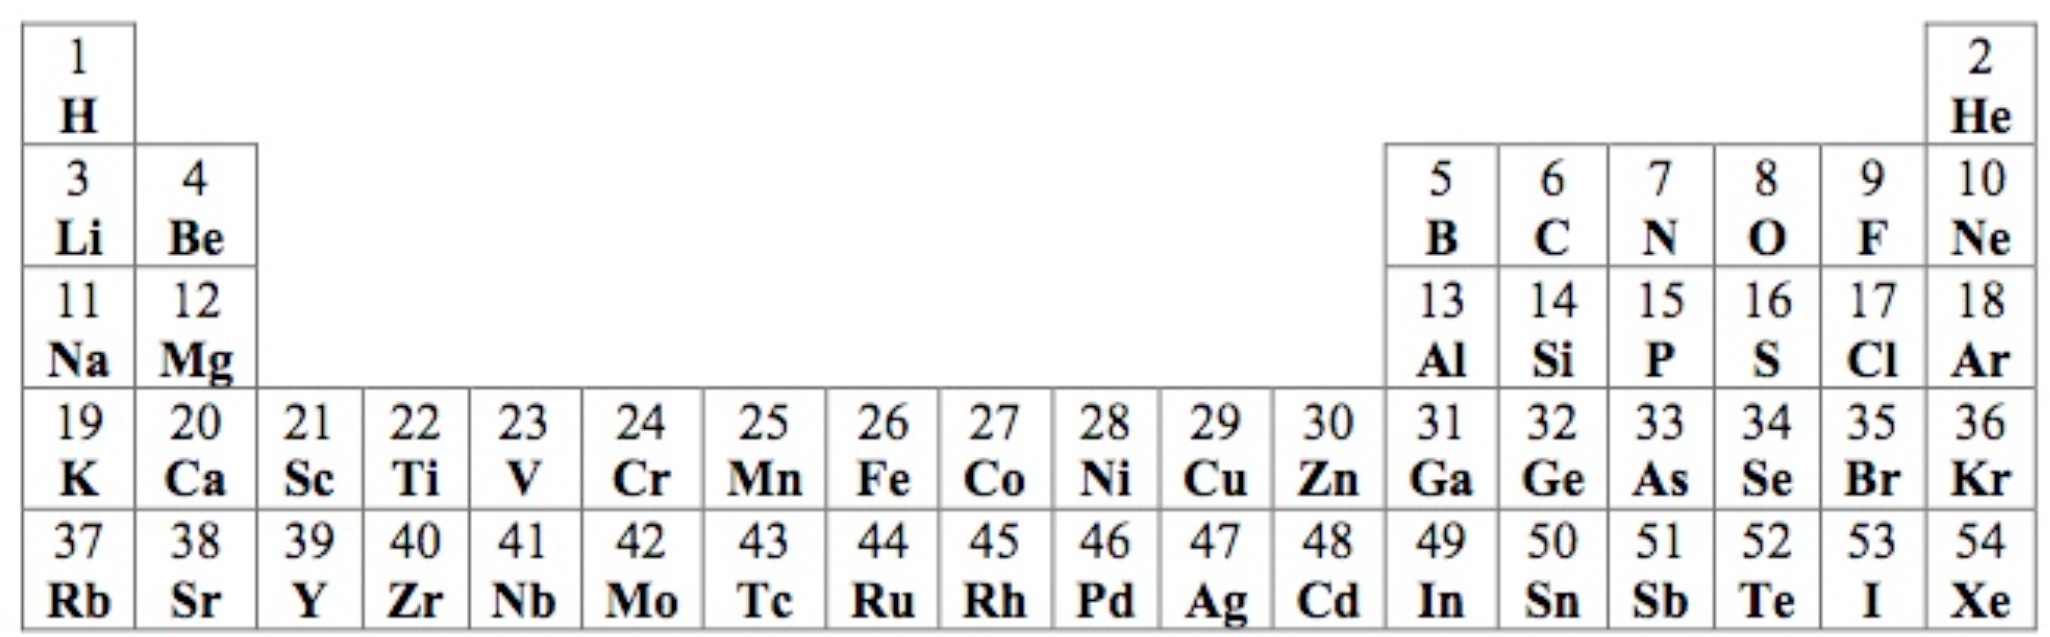 1 2
H He
3 4 5 6 7 8 9 10
Li Be B C N O F Ne
11 12 13 14 15 16 17 18
Na Mg Al Si P S Cl Ar
19 20 21 22 23 24 25 26 27 28 29 30 31 32 33 34 35 36
K Ca Sc Ti V Cr Mn Fe Co Ni Cu Zn Ga Ge As Se Br Kr
37 38 39 40 41 42 43 44 45 46 47 48 49 50 51 52 53 54
Rb Sr Y Zr Nb Mo Tc Ru Rh Pd Ag Cd In Sn Sb Te I Xe